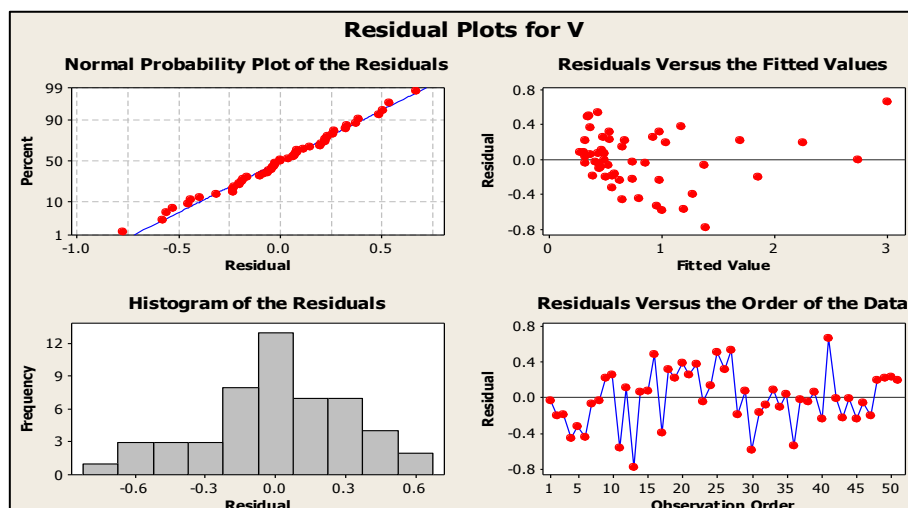 Residual Plots for V
Normal Probability Plot of the Residuals
99
90
50
10
1
Percent
-1.0 -0.5 0.0 0.5
Residual
Residuals Versus the Fitted Values
0.8
0.4
0.0
-0.4
-0.8
Residual
0 1 2 3
Fitted Value
Histogram of the Residuals
12
9
6
3
0
Frequency
-0.6 -0.3 0.0 0.3 0.6
Residual
Residuals Versus the Order of the Data
0.8
0.4
0.0
-0.4
-0.8
Residual
1 5 10 15 20 25 30 35 40 45 50
Observation Order